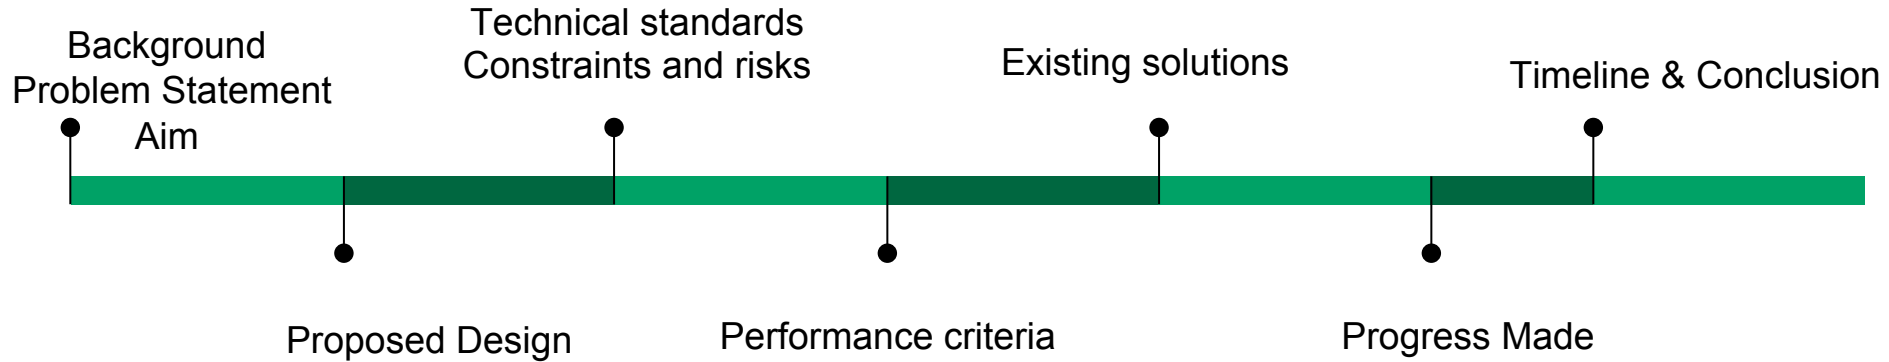 Background
Problem Statement
Aim
Proposed Design
Technical standards
Constraints and risks
Performance criteria
Existing solutions
Progress Made
Timeline & Conclusion